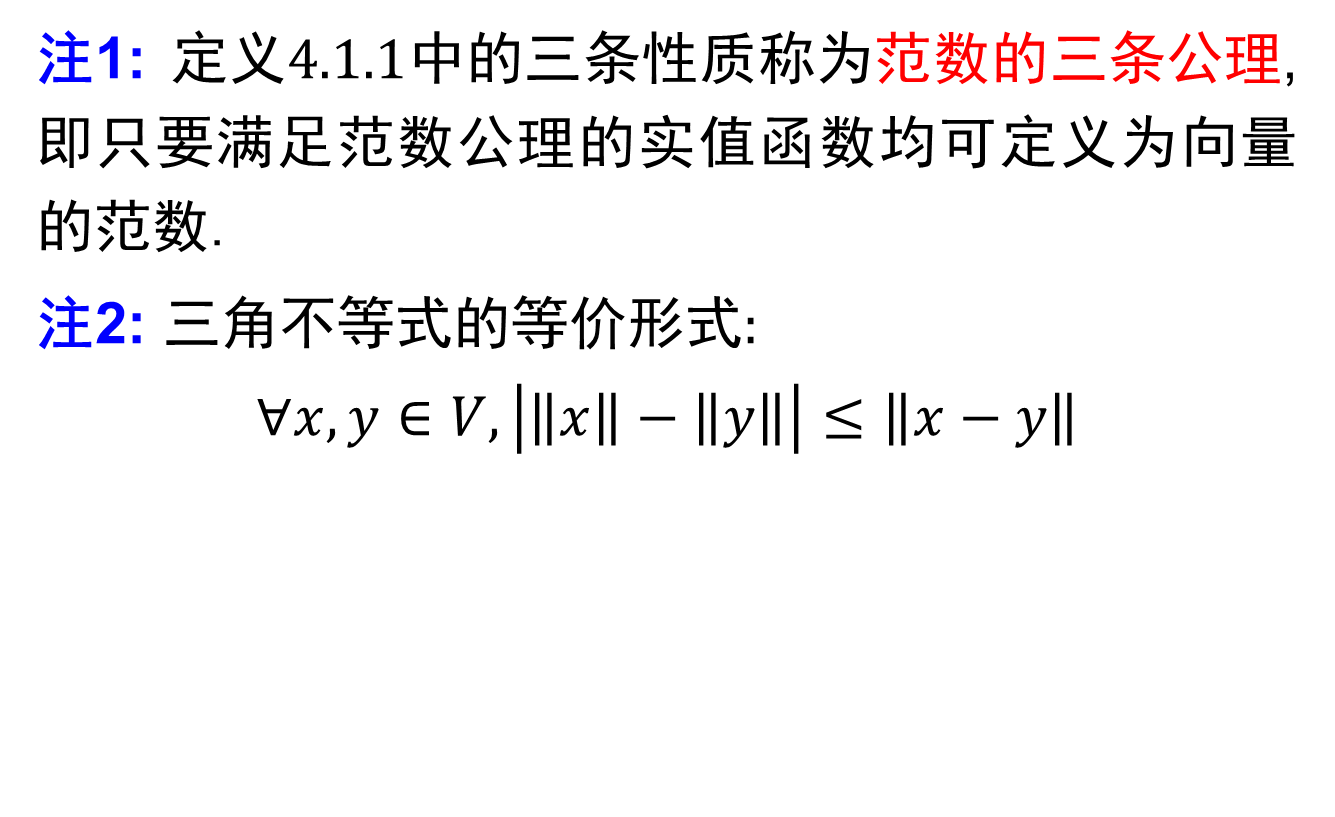 注1: 定义4.1.1中的三条性质称为范数的三条公理,
即只要满足范数公理的实值函数均可定义为向量
的范数.
注2: 三角不等式的等价形式:
∀x, y ∈ V, |‖x‖ − ‖y‖| ≤ ‖x − y‖